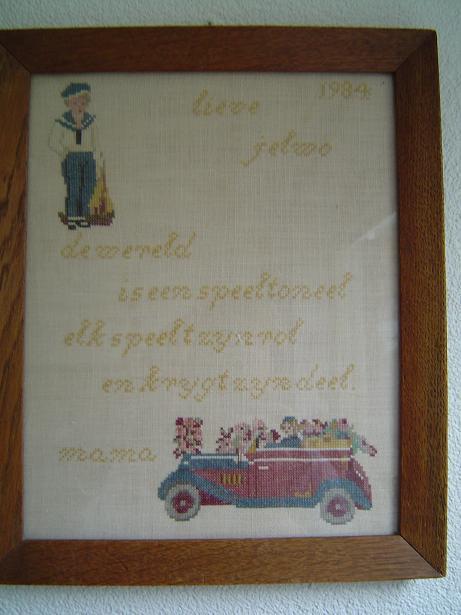 1984
lieve
jelwo
de wereld
is een speeltoneel
elk speelt zyn rol
en krygt zyn deel.
mama